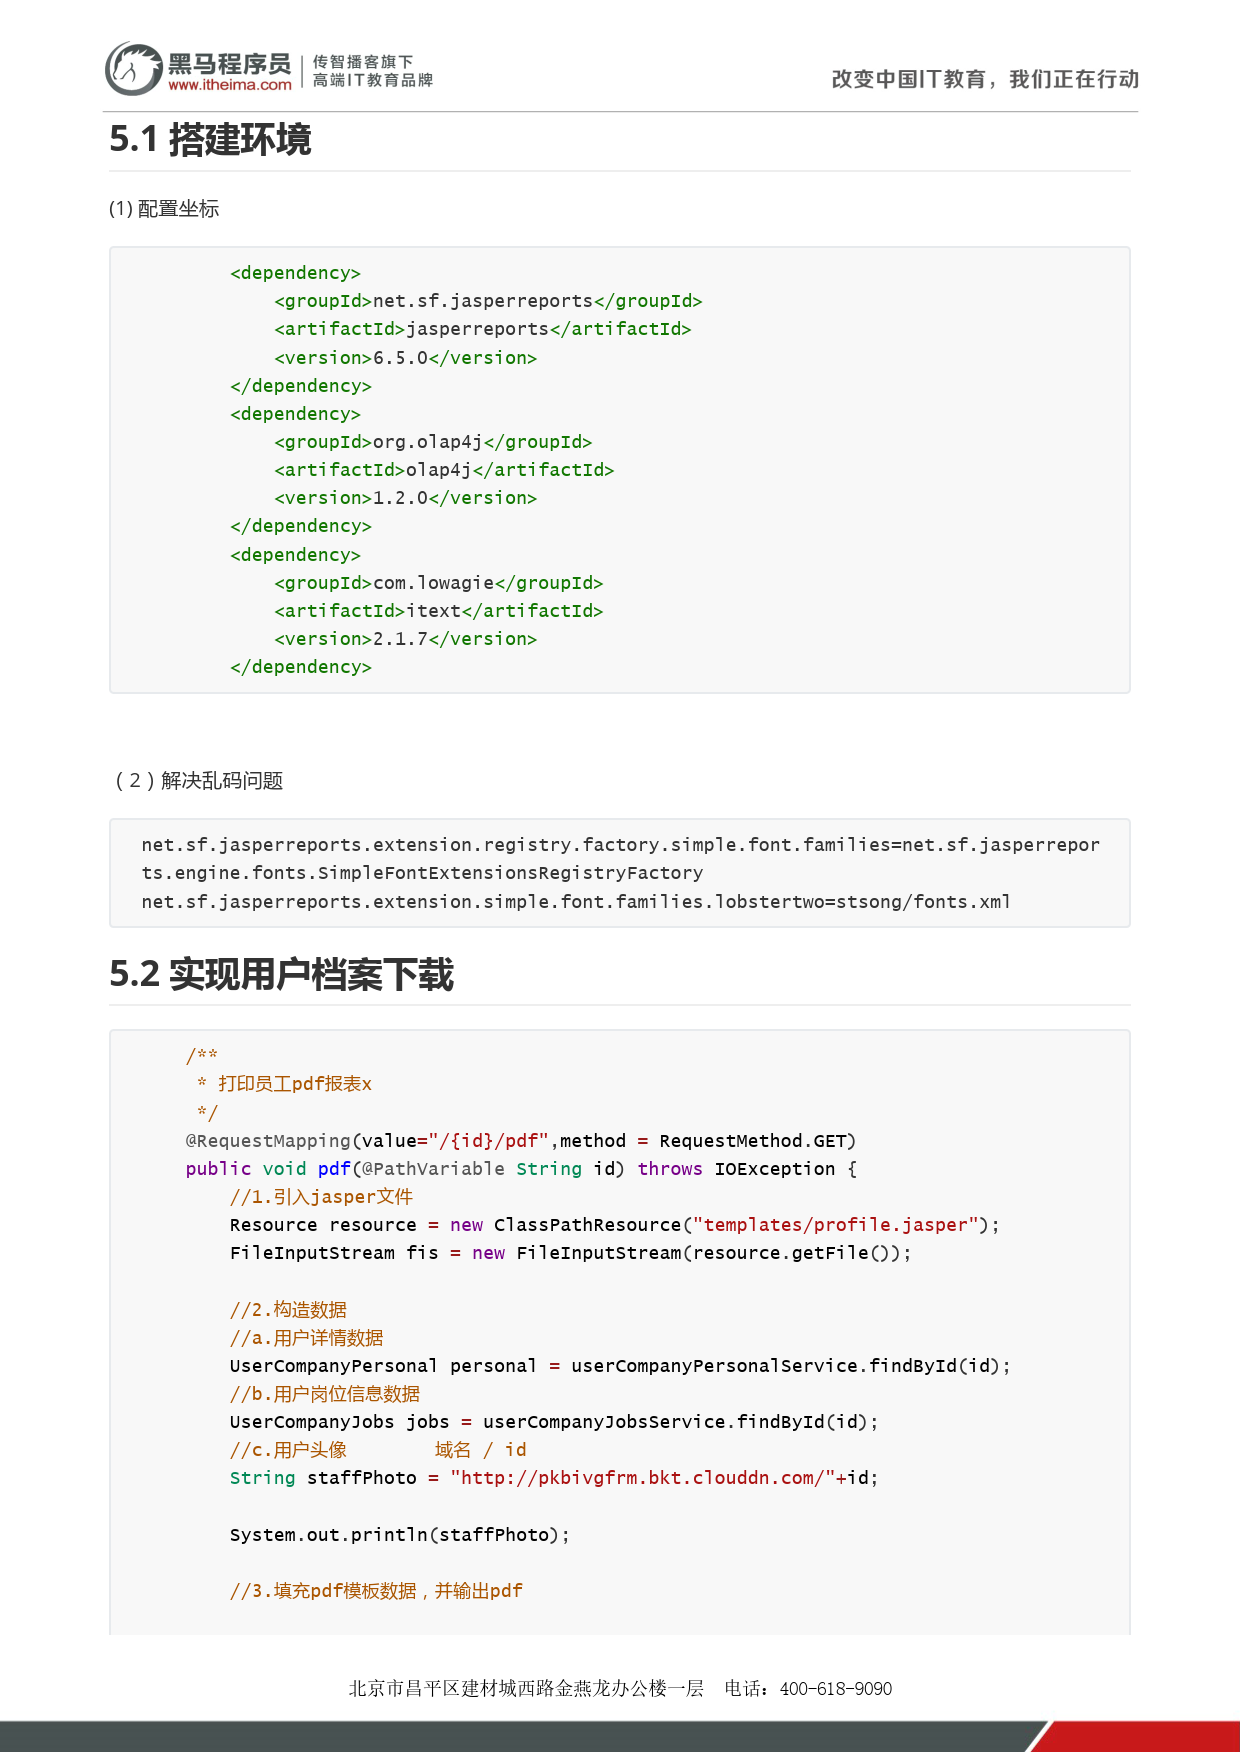 黑马程序员
www.itheima.com
传智播客旗下
高端IT教育品牌
改变中国IT教育，我们正在行动
5.1 搭建环境
(1) 配置坐标
<dependency>
    <groupId>net.sf.jasperreports</groupId>
    <artifactId>jasperreports</artifactId>
    <version>6.5.0</version>
</dependency>
<dependency>
    <groupId>org.olap4j</groupId>
    <artifactId>olap4j</artifactId>
    <version>1.2.0</version>
</dependency>
<dependency>
    <groupId>com.lowagie</groupId>
    <artifactId>itext</artifactId>
    <version>2.1.7</version>
</dependency>
（2）解决乱码问题
net.sf.jasperreports.extension.registry.factory.simple.font.families=net.sf.jasperrepor
ts.engine.fonts.SimpleFontExtensionsRegistryFactory
net.sf.jasperreports.extension.simple.font.families.lobstertwo=stsong/fonts.xml
5.2 实现用户档案下载
/**
 * 打印员工pdf报表x
 */
@RequestMapping(value="/{id}/pdf",method = RequestMethod.GET)
public void pdf(@PathVariable String id) throws IOException {
    //1.引入jasper文件
    Resource resource = new ClassPathResource("templates/profile.jasper");
    FileInputStream fis = new FileInputStream(resource.getFile());
    //2.构造数据
    //a.用户详情数据
    UserCompanyPersonal personal = userCompanyPersonalService.findById(id);
    //b.用户岗位信息数据
    UserCompanyJobs jobs = userCompanyJobsService.findById(id);
    //c.用户头像        域名 / id
    String staffPhoto = "http://pkbivgfrm.bkt.clouddn.com/"+id;
    System.out.println(staffPhoto);
    //3.填充pdf模板数据，并输出pdf
北京市昌平区建材城西路金燕龙办公楼一层  电话：400-618-9090